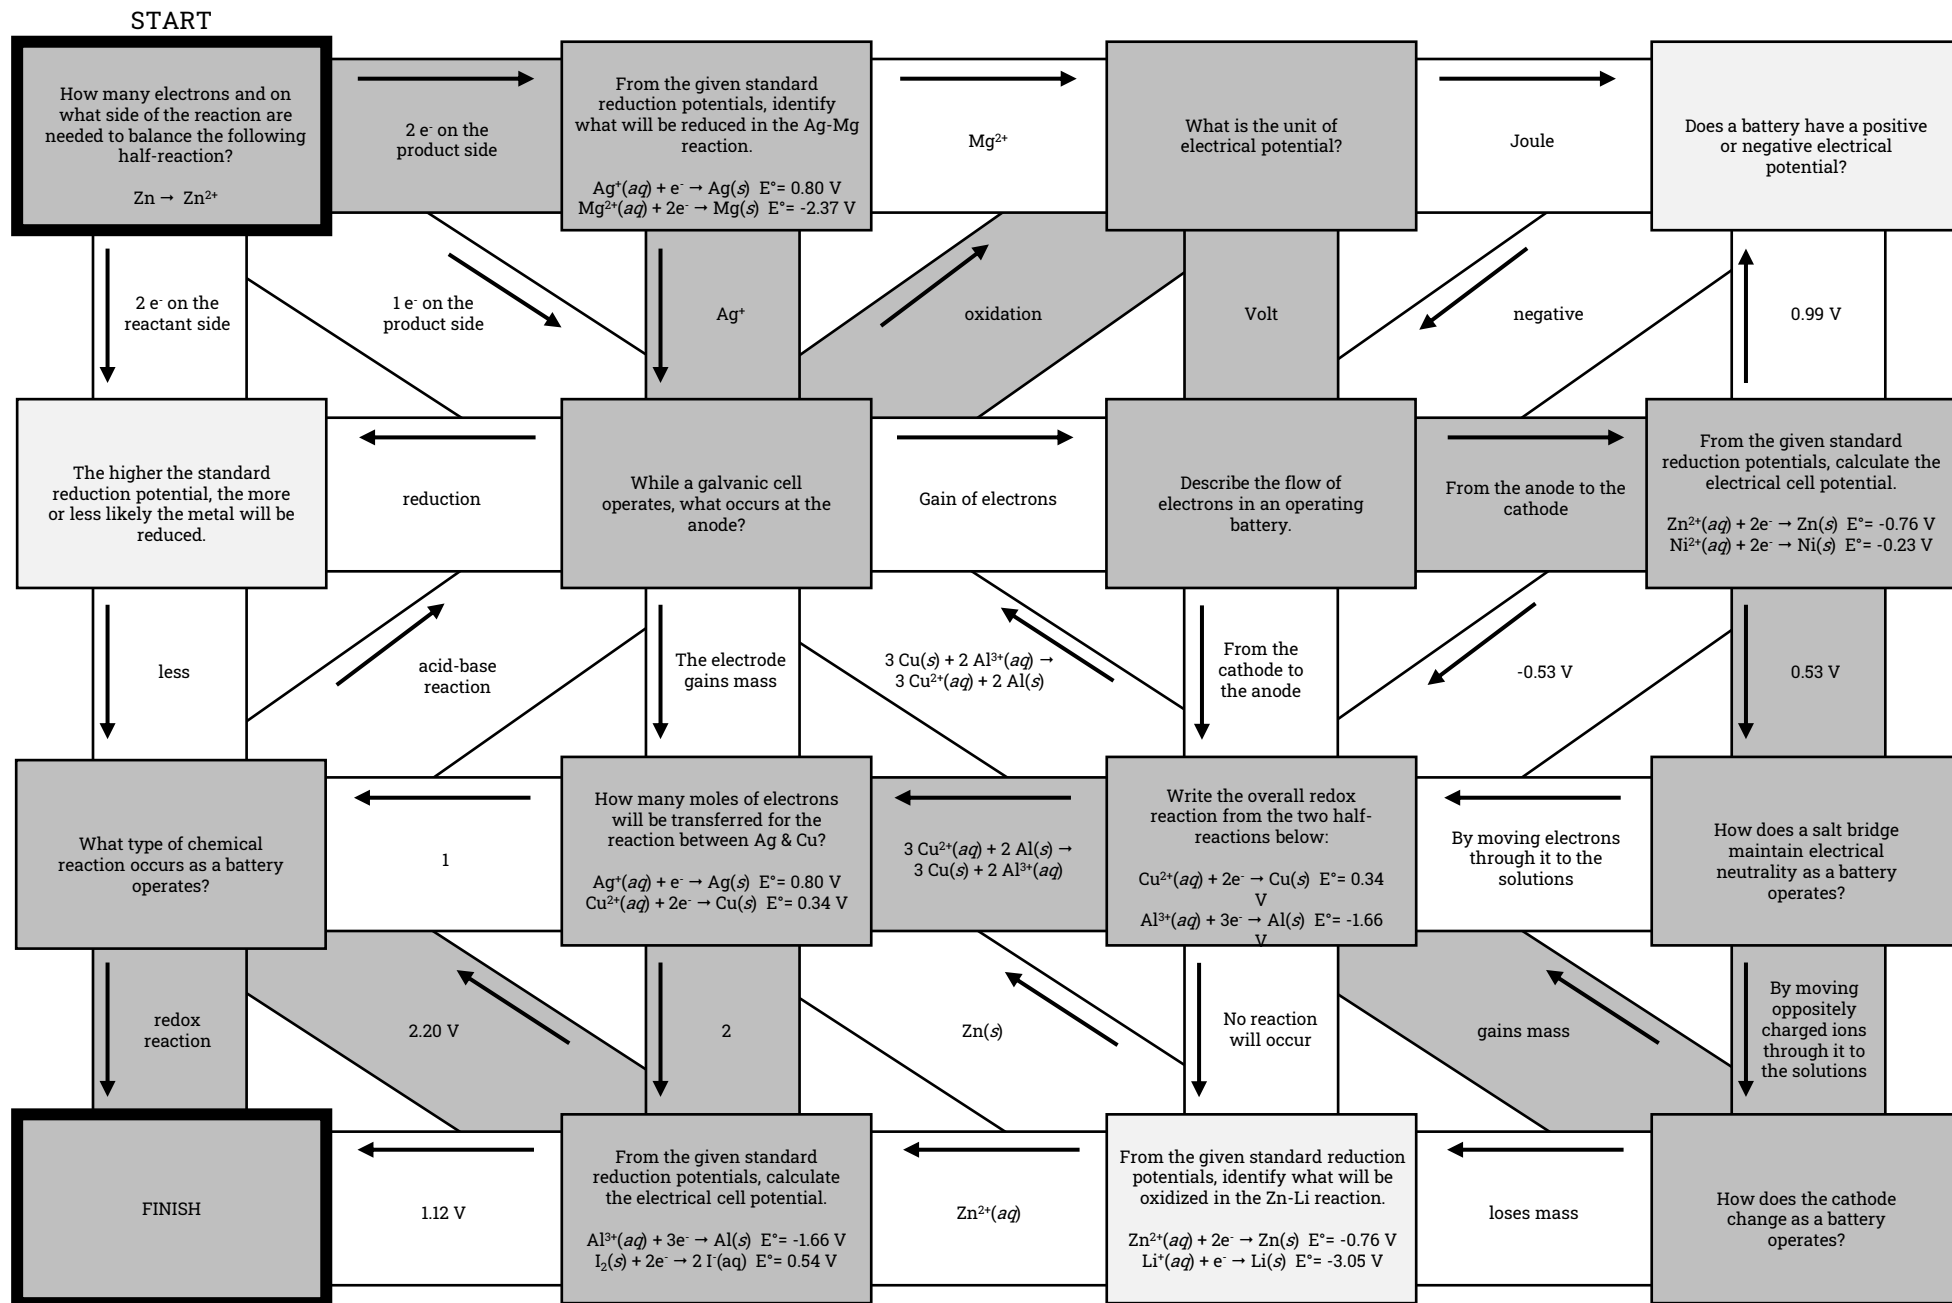 START
How many electrons and on
what side of the reaction are
needed to balance the following
half-reaction?
Zn → Zn²⁺
2 e⁻ on the
product side
From the given standard
reduction potentials, identify
what will be reduced in the Ag-Mg
reaction.
Ag⁺(aq) + e⁻ → Ag(s) E°= 0.80 V
Mg²⁺(aq) + 2e⁻ → Mg(s) E°= -2.37 V
Mg²⁺
What is the unit of
electrical potential?
Joule
Does a battery have a positive
or negative electrical
potential?
2 e⁻ on the
reactant side
1 e⁻ on the
product side
Ag⁺
oxidation
Volt
negative
0.99 V
The higher the standard
reduction potential, the more
or less likely the metal will be
reduced.
reduction
While a galvanic cell
operates, what occurs at the
anode?
Gain of electrons
Describe the flow of
electrons in an operating
battery.
From the anode to the
cathode
From the given standard
reduction potentials, calculate the
electrical cell potential.
Zn²⁺(aq) + 2e⁻ → Zn(s) E°= -0.76 V
Ni²⁺(aq) + 2e⁻ → Ni(s) E°= -0.23 V
less
acid-base
reaction
The electrode
gains mass
3 Cu(s) + 2 Al³⁺(aq) →
3 Cu²⁺(aq) + 2 Al(s)
From the
cathode to
the anode
-0.53 V
0.53 V
What type of chemical
reaction occurs as a battery
operates?
1
How many moles of electrons
will be transferred for the
reaction between Ag & Cu?
Ag⁺(aq) + e⁻ → Ag(s) E°= 0.80 V
Cu²⁺(aq) + 2e⁻ → Cu(s) E°= 0.34 V
3 Cu²⁺(aq) + 2 Al(s) →
3 Cu(s) + 2 Al³⁺(aq)
Write the overall redox
reaction from the two half-
reactions below:
Cu²⁺(aq) + 2e⁻ → Cu(s) E°= 0.34
V
Al³⁺(aq) + 3e⁻ → Al(s) E°= -1.66
V
By moving electrons
through it to the
solutions
How does a salt bridge
maintain electrical
neutrality as a battery
operates?
redox
reaction
2.20 V
2
Zn(s)
No reaction
will occur
gains mass
By moving
oppositely
charged ions
through it to
the solutions
FINISH
1.12 V
From the given standard
reduction potentials, calculate
the electrical cell potential.
Al³⁺(aq) + 3e⁻ → Al(s) E°= -1.66 V
I₂(s) + 2e⁻ → 2 I⁻(aq) E°= 0.54 V
Zn²⁺(aq)
From the given standard reduction
potentials, identify what will be
oxidized in the Zn-Li reaction.
Zn²⁺(aq) + 2e⁻ → Zn(s) E°= -0.76 V
Li⁺(aq) + e⁻ → Li(s) E°= -3.05 V
loses mass
How does the cathode
change as a battery
operates?